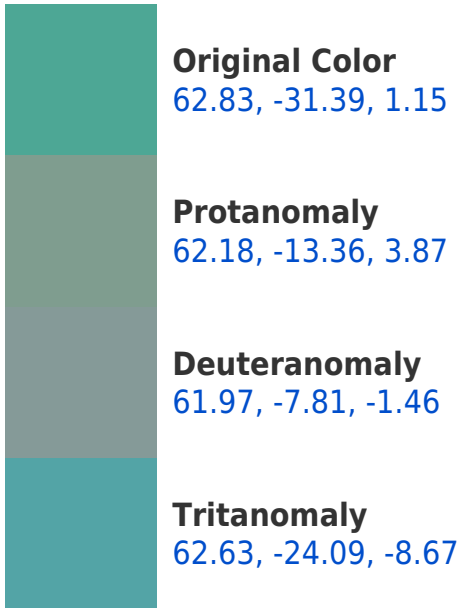 Original Color
62.83, -31.39, 1.15
Protanomaly
62.18, -13.36, 3.87
Deuteranomaly
61.97, -7.81, -1.46
Tritanomaly
62.63, -24.09, -8.67